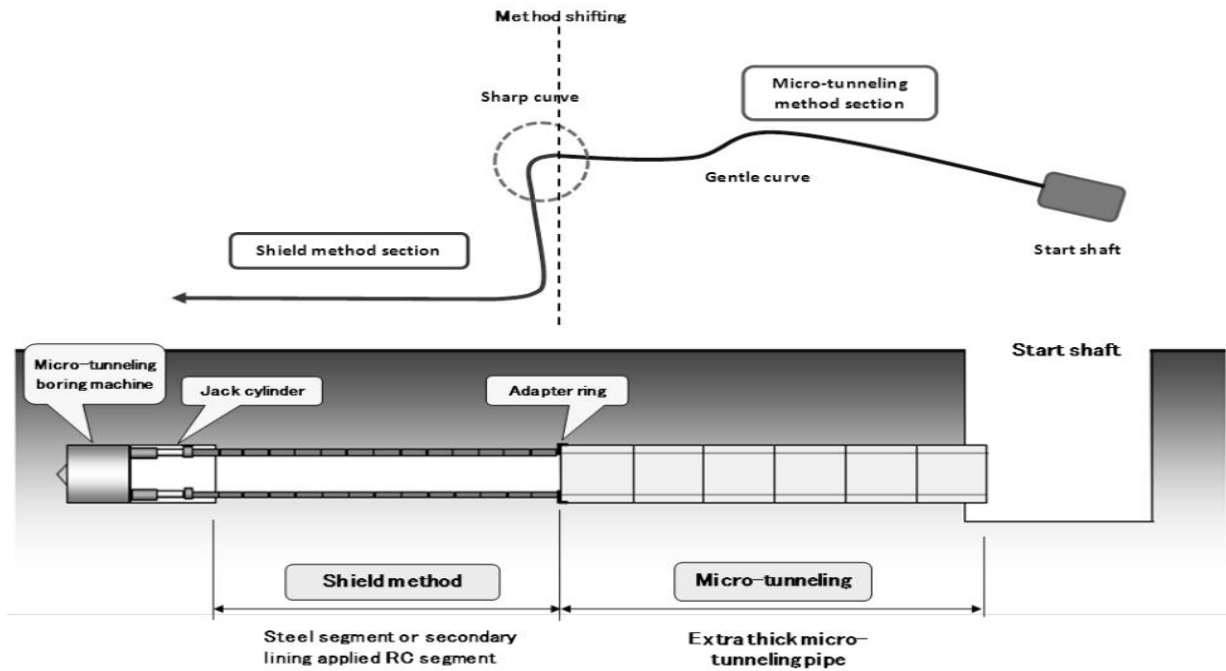 Method shifting
Sharp curve
Micro-tunneling
method section
Gentle curve
Shield method section
Start shaft
Start shaft
Micro-tunneling
boring machine
Jack cylinder
Adapter ring
Shield method
Micro-tunneling
Steel segment or secondary
lining applied RC segment
Extra thick micro-
tunneling pipe